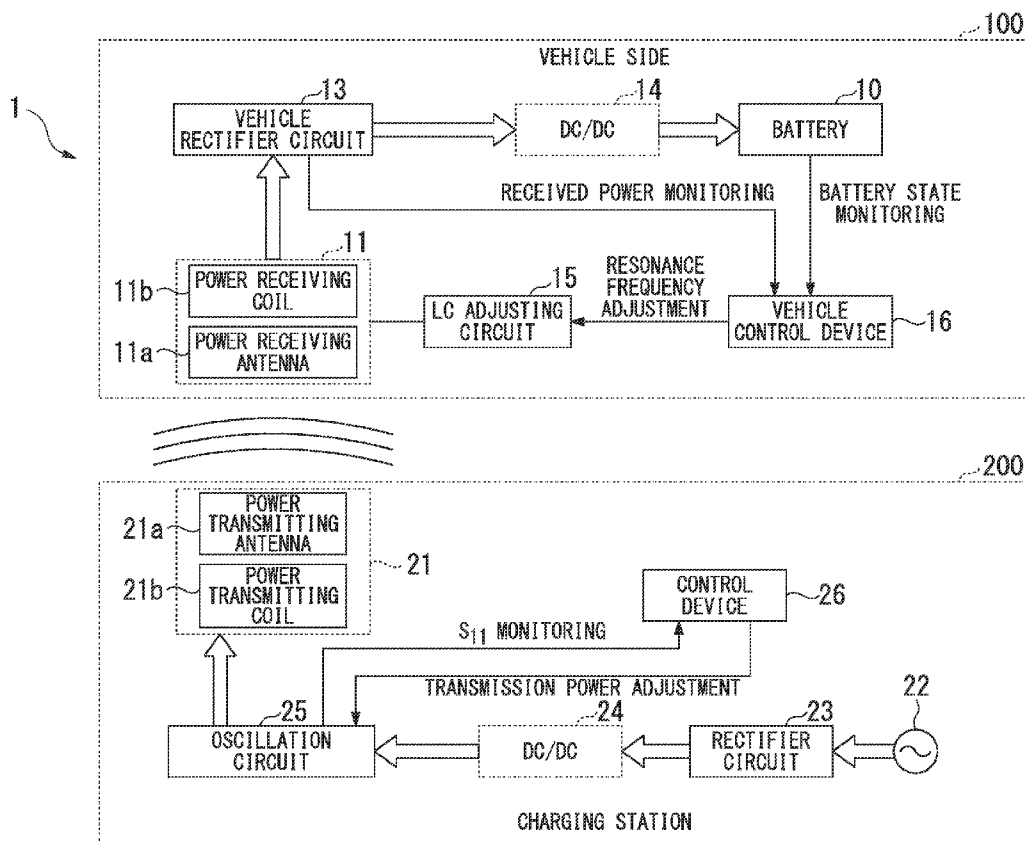 100
VEHICLE SIDE
1
13
14
10
VEHICLE
RECTIFIER CIRCUIT
DC/DC
BATTERY
RECEIVED POWER MONITORING
BATTERY STATE
MONITORING
11
11b
POWER RECEIVING
COIL
11a
POWER RECEIVING
ANTENNA
15
LC ADJUSTING
CIRCUIT
RESONANCE
FREQUENCY
ADJUSTMENT
VEHICLE
CONTROL DEVICE
16
200
21a
POWER
TRANSMITTING
ANTENNA
21
21b
POWER
TRANSMITTING
COIL
CONTROL
DEVICE
26
S11 MONITORING
TRANSMISSION POWER ADJUSTMENT
25
24
23
22
OSCILLATION
CIRCUIT
DC/DC
RECTIFIER
CIRCUIT
CHARGING STATION